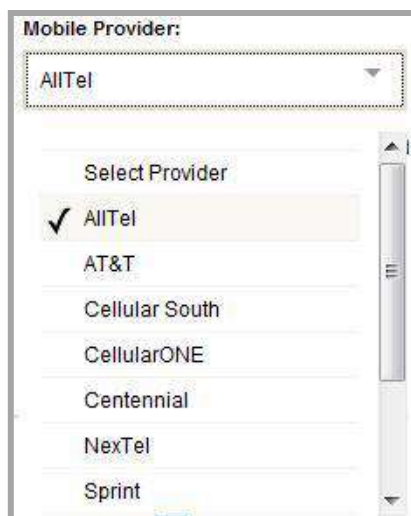 Mobile Provider:
AllTel
Select Provider
✓ AllTel
AT&T
Cellular South
CellularONE
Centennial
NexTel
Sprint